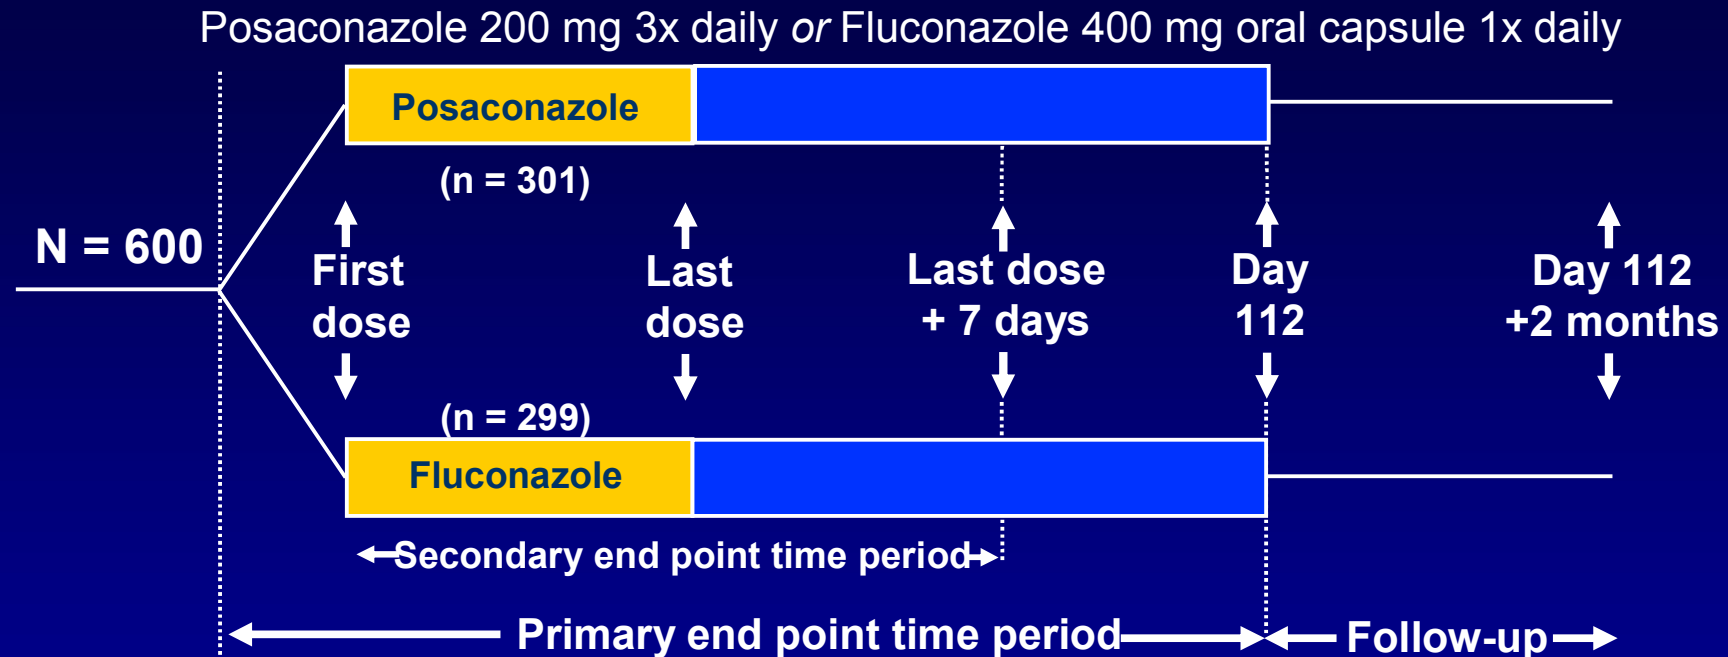 Posaconazole 200 mg 3x daily or Fluconazole 400 mg oral capsule 1x daily
Posaconazole
(n = 301)
N = 600
First
dose
Last
dose
Last dose
+ 7 days
Day
112
Day 112
+2 months
(n = 299)
Fluconazole
Secondary end point time period
Primary end point time period
Follow-up